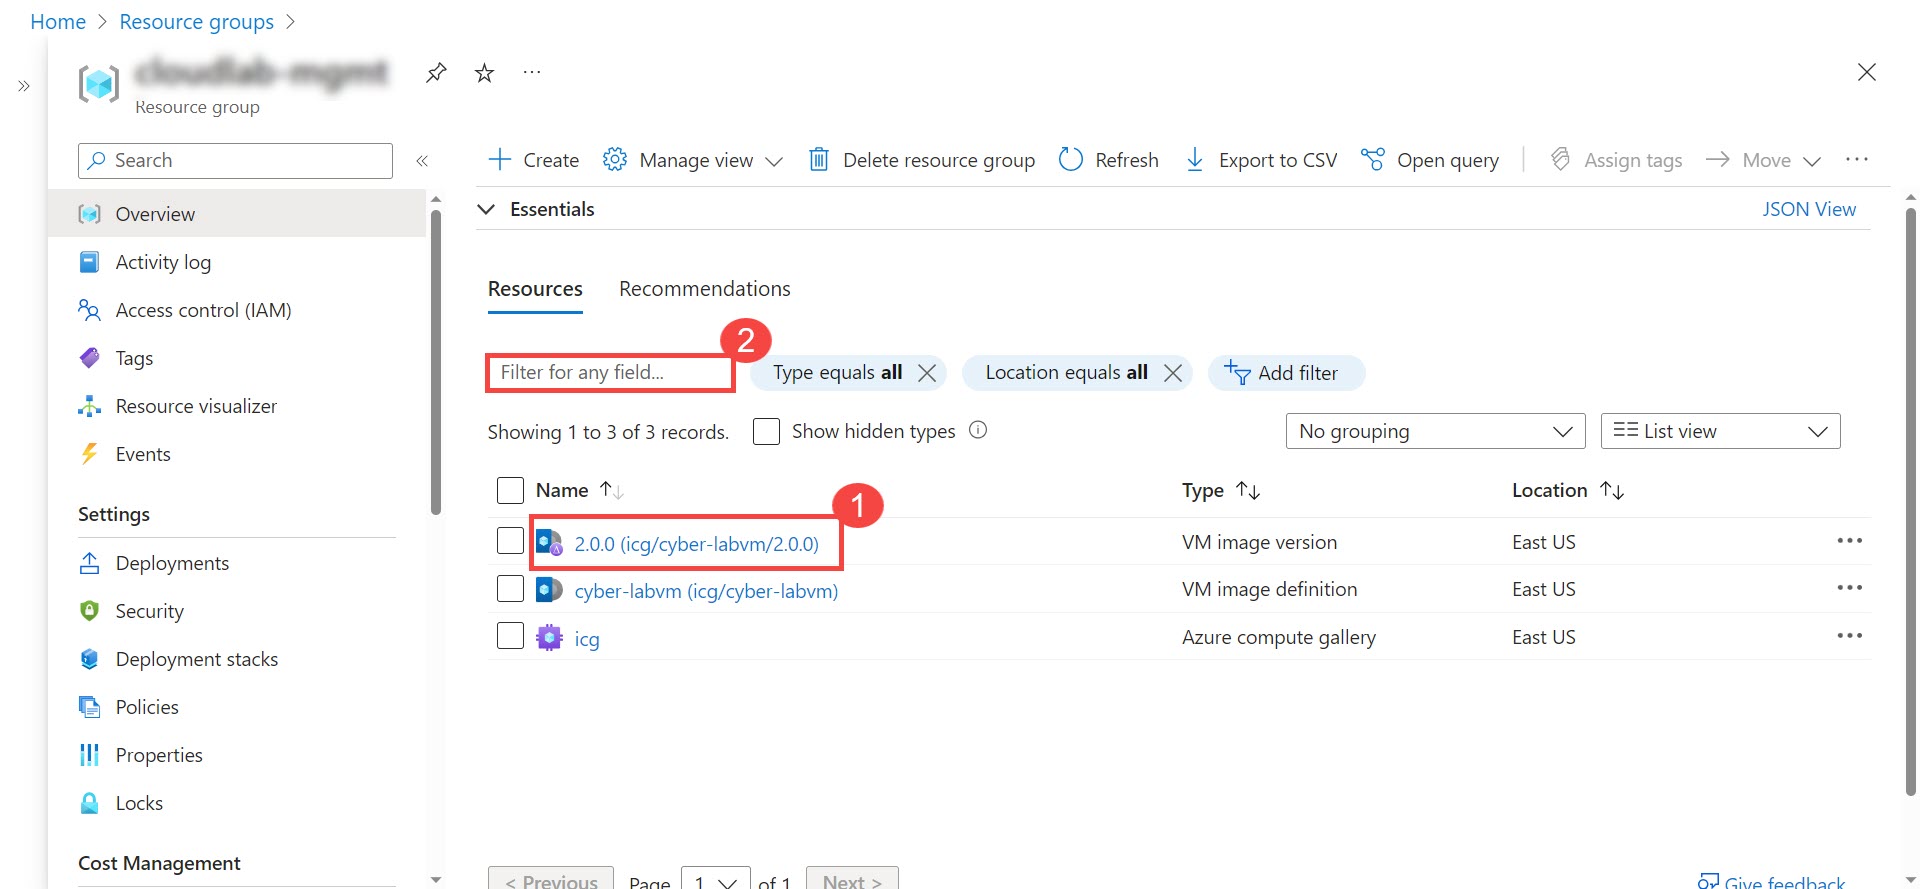 Home > Resource groups >
Resource group
Search
Create Manage view Delete resource group Refresh Export to CSV Open query Assign tags Move
Overview
Activity log
Access control (IAM)
Tags
Resource visualizer
Events
Settings
Deployments
Security
Deployment stacks
Policies
Properties
Locks
Cost Management
Essentials
JSON View
Resources Recommendations
2
Filter for any field... Type equals all Location equals all Add filter
Showing 1 to 3 of 3 records. Show hidden types No grouping List view
Name Type Location
1
2.0.0 (icg/cyber-labvm/2.0.0) VM image version East US
cyber-labvm (icg/cyber-labvm) VM image definition East US
icg Azure compute gallery East US
< Previous Page 1 of 1 Next >
Give feedback